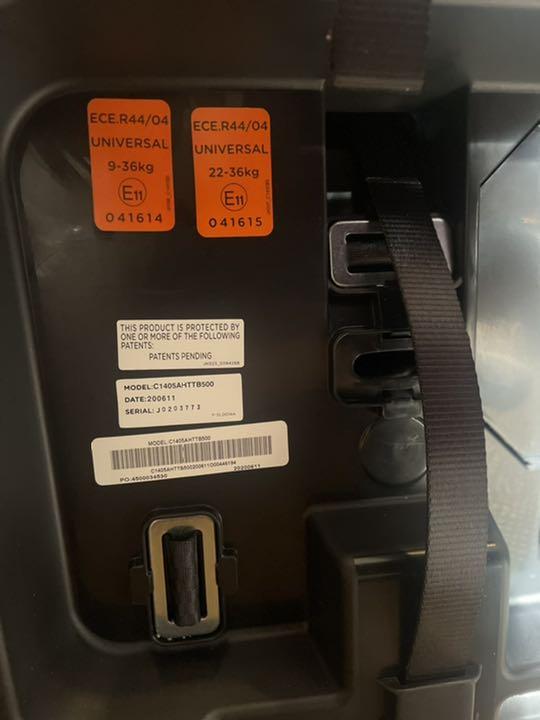 ECE.R44/04
UNIVERSAL
9-36kg
E11
041614
ECE.R44/04
UNIVERSAL
22-36kg
E11
041615
THIS PRODUCT IS PROTECTED BY
ONE OR MORE OF THE FOLLOWING
PATENTS:
PATENTS PENDING
MODEL:C1405AHTTB500
DATE:200611
SERIAL: J0203773
MODEL:C1405AHTTB500
C1405AHTTB500200611000446194
PO:4500034530 20200611